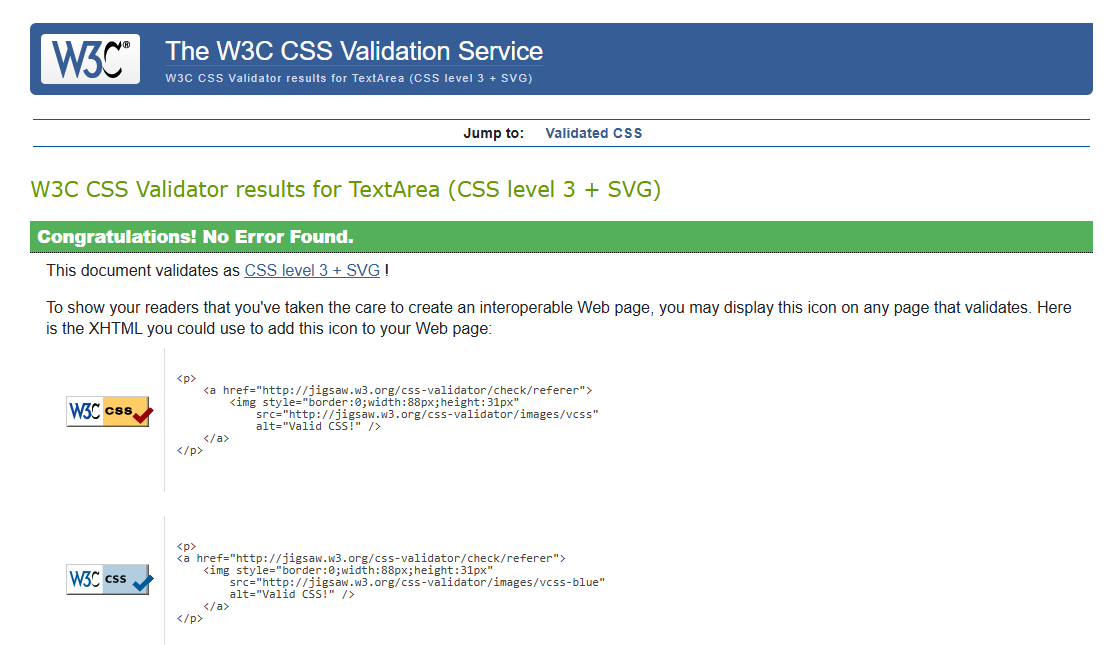 W3C® The W3C CSS Validation Service
W3C CSS Validator results for TextArea (CSS level 3 + SVG)
Jump to: Validated CSS
W3C CSS Validator results for TextArea (CSS level 3 + SVG)
Congratulations! No Error Found.
This document validates as CSS level 3 + SVG !
To show your readers that you've taken the care to create an interoperable Web page, you may display this icon on any page that validates. Here
is the XHTML you could use to add this icon to your Web page:
W3C css
<p>
    <a href="http://jigsaw.w3.org/css-validator/check/referer">
        <img style="border:0;width:88px;height:31px"
            src="http://jigsaw.w3.org/css-validator/images/vcss"
            alt="Valid CSS!" />
    </a>
</p>
W3C css
<p>
<a href="http://jigsaw.w3.org/css-validator/check/referer">
    <img style="border:0;width:88px;height:31px"
        src="http://jigsaw.w3.org/css-validator/images/vcss-blue"
        alt="Valid CSS!" />
    </a>
</p>